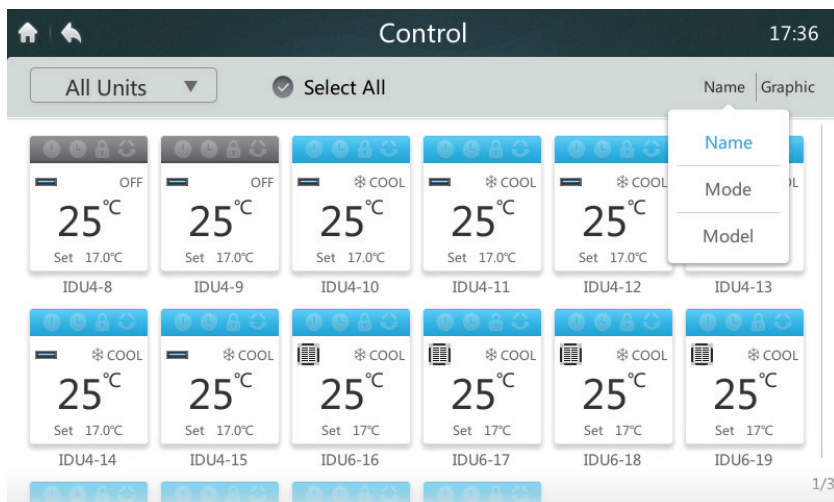 Control
17:36
All Units
Select All
Name
Graphic
Name
Mode
Model
OFF
25℃
Set 17.0℃
IDU4-8
OFF
25℃
Set 17.0℃
IDU4-9
COOL
25℃
Set 17.0℃
IDU4-10
COOL
25℃
Set 17.0℃
IDU4-11
COOL
25℃
Set 17.0℃
IDU4-12
IDU4-13
COOL
25℃
Set 17.0℃
IDU4-14
COOL
25℃
Set 17.0℃
IDU4-15
COOL
25℃
Set 17℃
IDU6-16
COOL
25℃
Set 17℃
IDU6-17
COOL
25℃
Set 17℃
IDU6-18
COOL
25℃
Set 17℃
IDU6-19
1/3